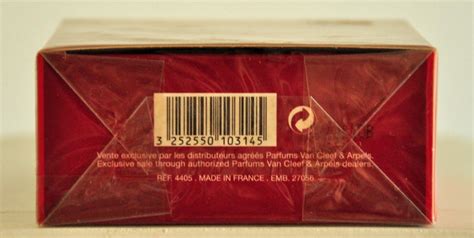 3 252550 103145
Vente exclusive par les distributeurs agréés Parfums Van Cleef & Arpels.
Exclusive sale through authorized Parfums Van Cleef & Arpels dealers.
RÉF. 4405 . MADE IN FRANCE . EMB. 27056